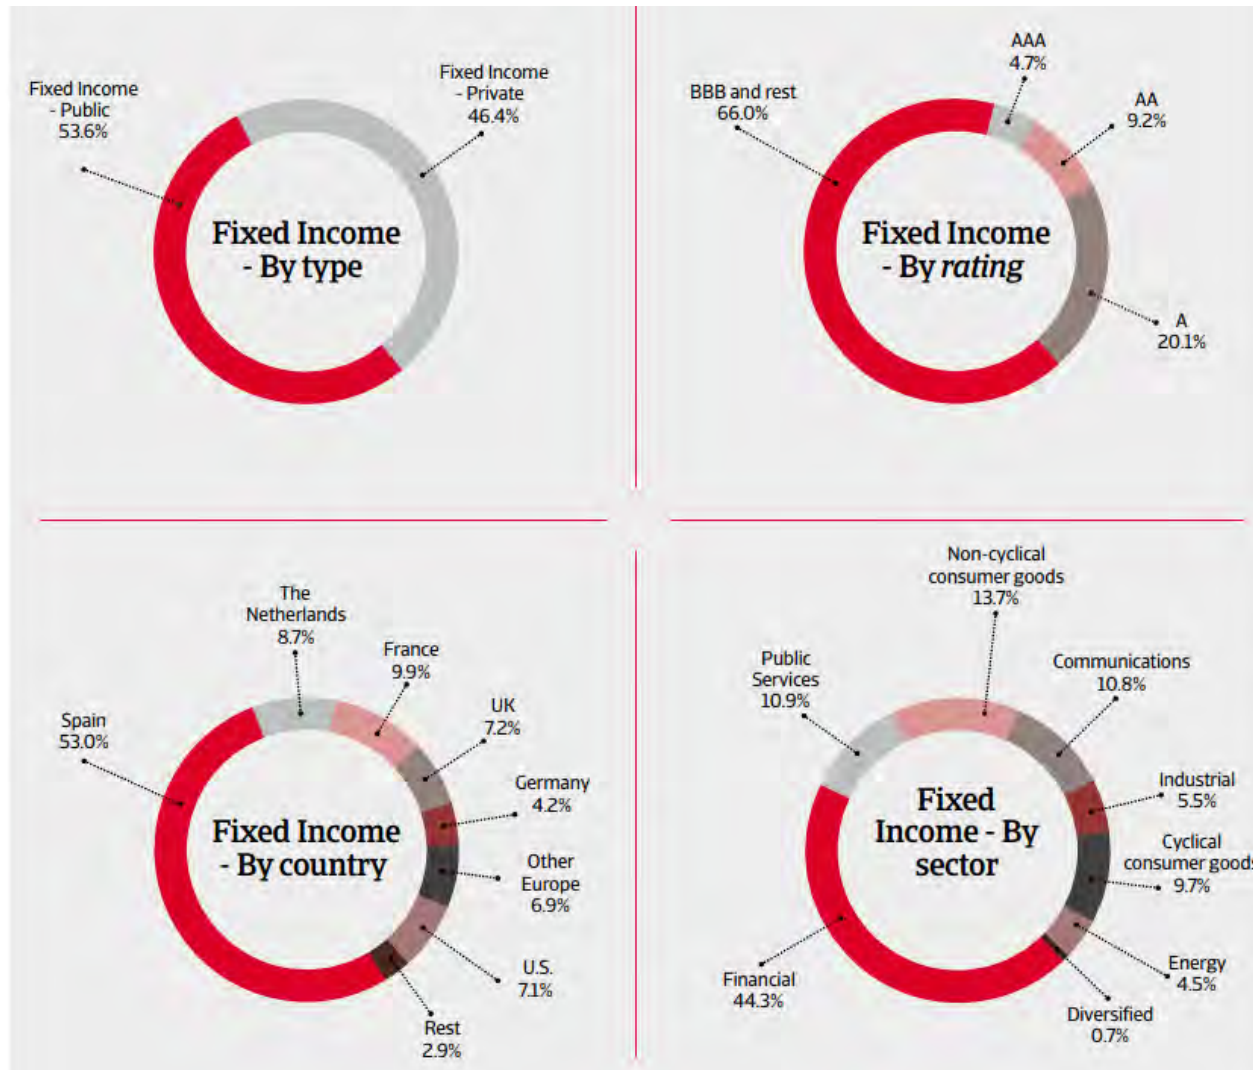 Fixed Income
- Public
53.6%
Fixed Income
- Private
46.4%
Fixed Income
- By type
AAA
4.7%
BBB and rest
66.0%
AA
9.2%
Fixed Income
- By rating
A
20.1%
The
Netherlands
8.7%
France
9.9%
Spain
53.0%
UK
7.2%
Germany
4.2%
Fixed Income
- By country
Other
Europe
6.9%
U.S.
7.1%
Rest
2.9%
Non-cyclical
consumer goods
13.7%
Public
Services
10.9%
Communications
10.8%
Industrial
5.5%
Fixed
Income - By
sector
Cyclical
consumer goods
9.7%
Financial
44.3%
Energy
4.5%
Diversified
0.7%